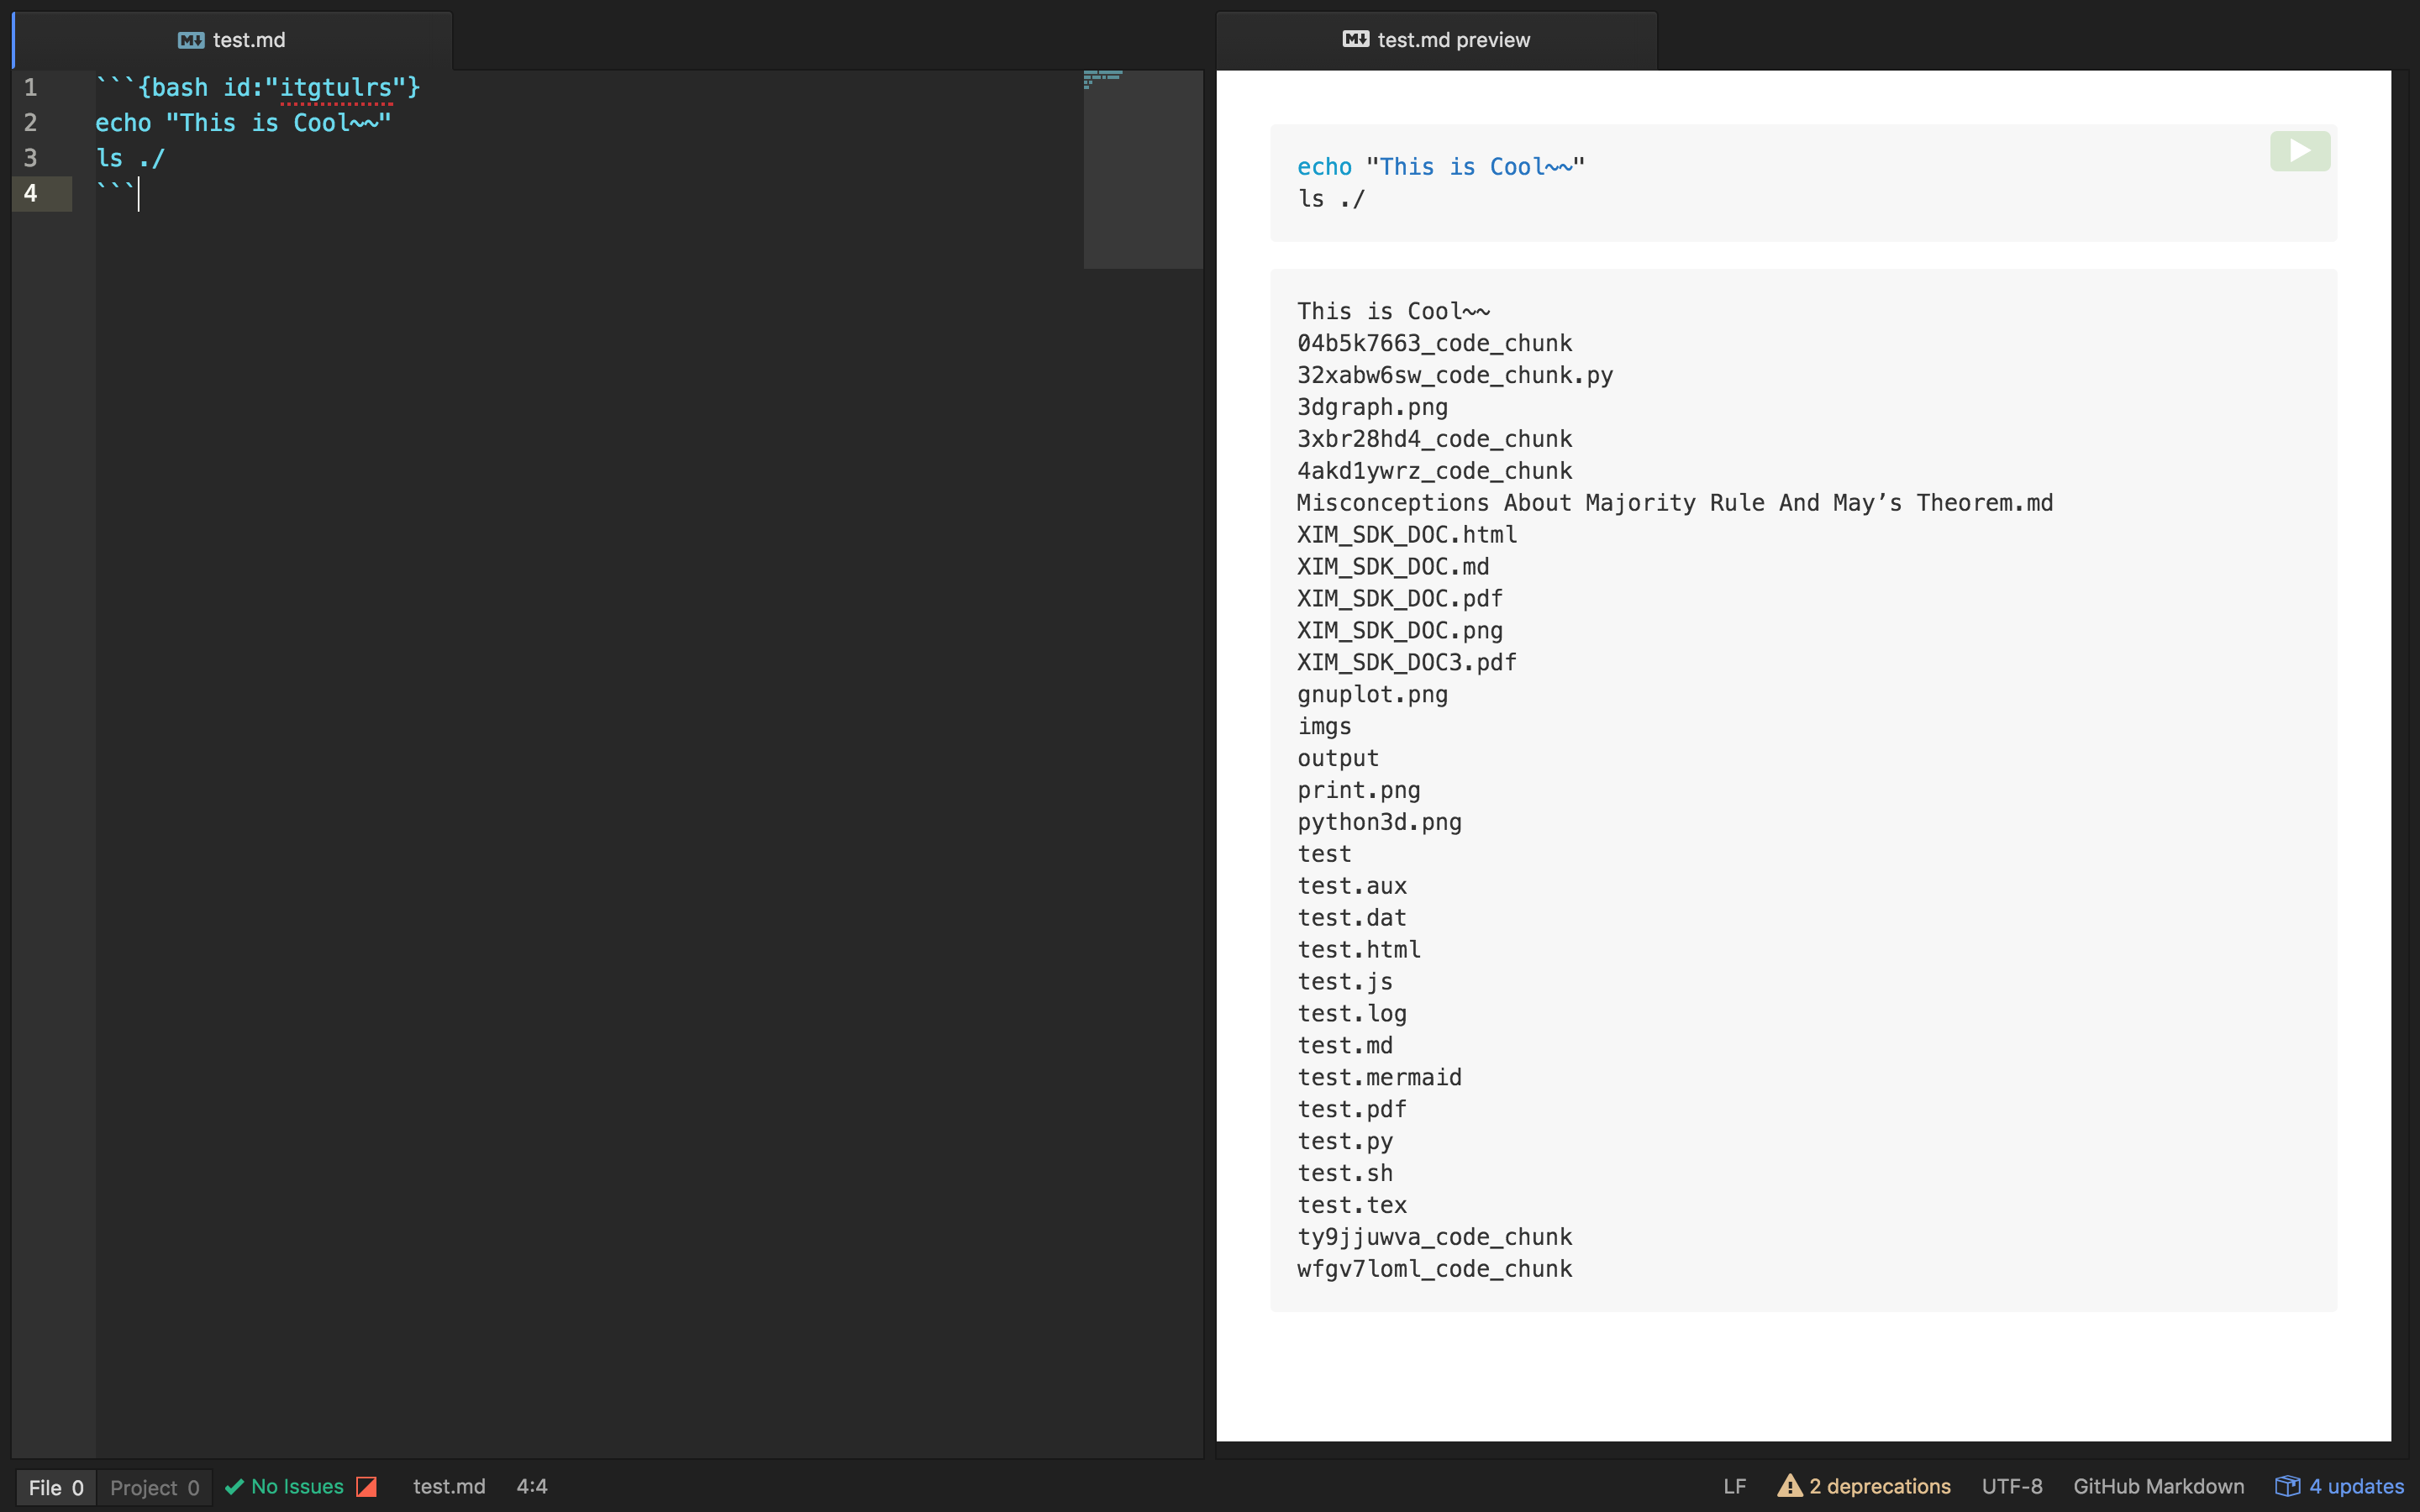 test.md
1 ```{bash id:"itgtulrs"}
2 echo "This is Cool~~"
3 ls ./
4 ```
test.md preview
echo "This is Cool~~"
ls ./
This is Cool~~
04b5k7663_code_chunk
32xabw6sw_code_chunk.py
3dgraph.png
3xbr28hd4_code_chunk
4akd1ywrz_code_chunk
Misconceptions About Majority Rule And May’s Theorem.md
XIM_SDK_DOC.html
XIM_SDK_DOC.md
XIM_SDK_DOC.pdf
XIM_SDK_DOC.png
XIM_SDK_DOC3.pdf
gnuplot.png
imgs
output
print.png
python3d.png
test
test.aux
test.dat
test.html
test.js
test.log
test.md
test.mermaid
test.pdf
test.py
test.sh
test.tex
ty9jjuwva_code_chunk
wfgv7loml_code_chunk
File 0 Project 0 No Issues test.md 4:4 LF 2 deprecations UTF-8 GitHub Markdown 4 updates